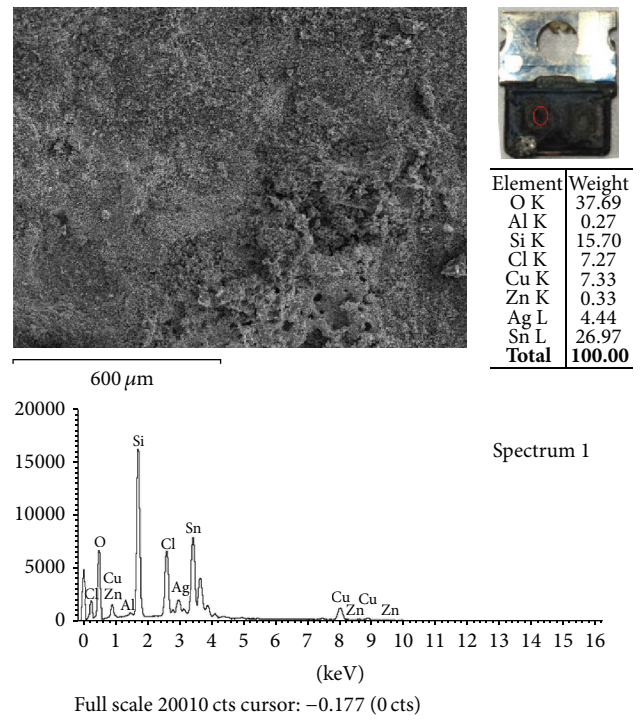 600 μm
Element Weight
O K 37.69
Al K 0.27
Si K 15.70
Cl K 7.27
Cu K 7.33
Zn K 0.33
Ag L 4.44
Sn L 26.97
Total 100.00
Spectrum 1
20000
15000
10000
5000
0
Si
O
Cl
Cu
Zn
Al
Cl
Ag
Sn
Cu
Zn
Cu
Zn
0 1 2 3 4 5 6 7 8 9 10 11 12 13 14 15 16
(keV)
Full scale 20010 cts cursor: −0.177 (0 cts)